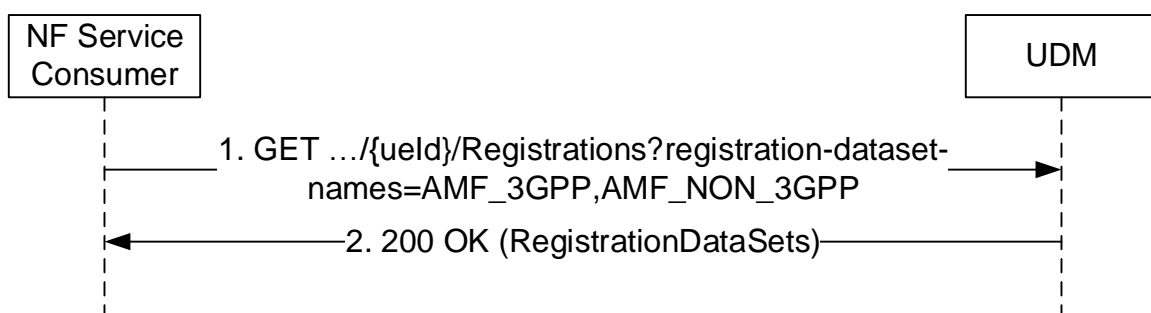 NF Service
Consumer
UDM
1. GET …/{ueId}/Registrations?registration-dataset-
names=AMF_3GPP,AMF_NON_3GPP
2. 200 OK (RegistrationDataSets)